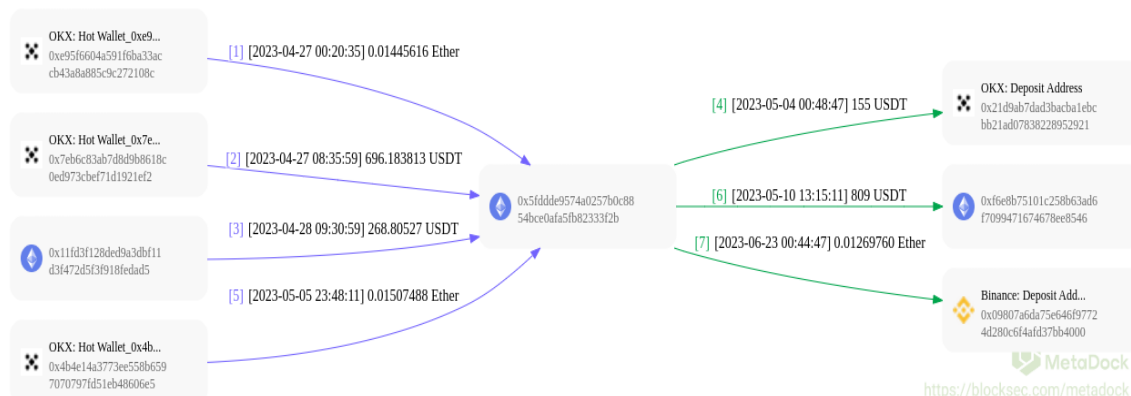 OKX: Hot Wallet_0xe9...
0xe95f6604a591f6ba33ac
cb43a8a885c9c272108c
[1] [2023-04-27 00:20:35] 0.01445616 Ether
OKX: Hot Wallet_0x7e...
0x7eb6c83ab7d8d9b8618c
0ed973cbef71d1921ef2
[2] [2023-04-27 08:35:59] 696.183813 USDT
0x11fd3f128ded9a3dbf11
d3f472d5f3f918fedad5
[3] [2023-04-28 09:30:59] 268.80527 USDT
OKX: Hot Wallet_0x4b...
0x4b4e14a3773ee558b659
7070797fd51eb48606e5
[5] [2023-05-05 23:48:11] 0.01507488 Ether
0x5fddde9574a0257b0c88
54bce0afa5fb82333f2b
[4] [2023-05-04 00:48:47] 155 USDT
OKX: Deposit Address
0x21d9ab7dad3bacba1ebc
bb21ad07838228952921
[6] [2023-05-10 13:15:11] 809 USDT
0xf6e8b75101c258b63ad6
f7099471674678ee8546
[7] [2023-06-23 00:44:47] 0.01269760 Ether
Binance: Deposit Add...
0x09807a6da75e646f9772
4d280c6f4afd37bb4000
MetaDock
https://blocksec.com/metadock